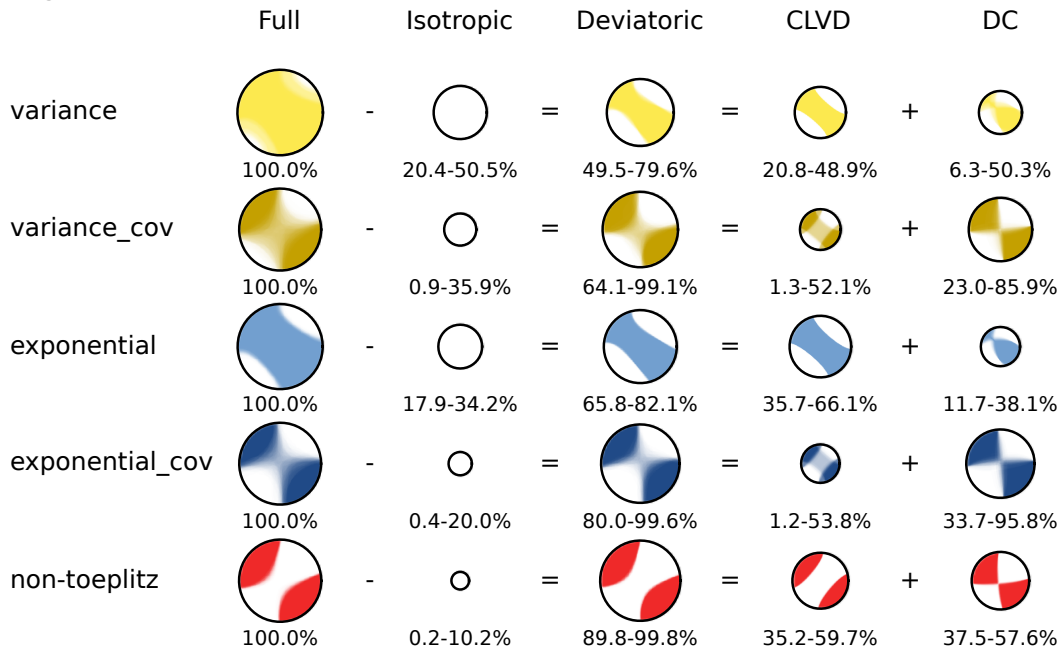 Full Isotropic Deviatoric CLVD DC
variance - = = +
100.0% 20.4-50.5% 49.5-79.6% 20.8-48.9% 6.3-50.3%
variance_cov - = = +
100.0% 0.9-35.9% 64.1-99.1% 1.3-52.1% 23.0-85.9%
exponential - = = +
100.0% 17.9-34.2% 65.8-82.1% 35.7-66.1% 11.7-38.1%
exponential_cov - = = +
100.0% 0.4-20.0% 80.0-99.6% 1.2-53.8% 33.7-95.8%
non-toeplitz - = = +
100.0% 0.2-10.2% 89.8-99.8% 35.2-59.7% 37.5-57.6%